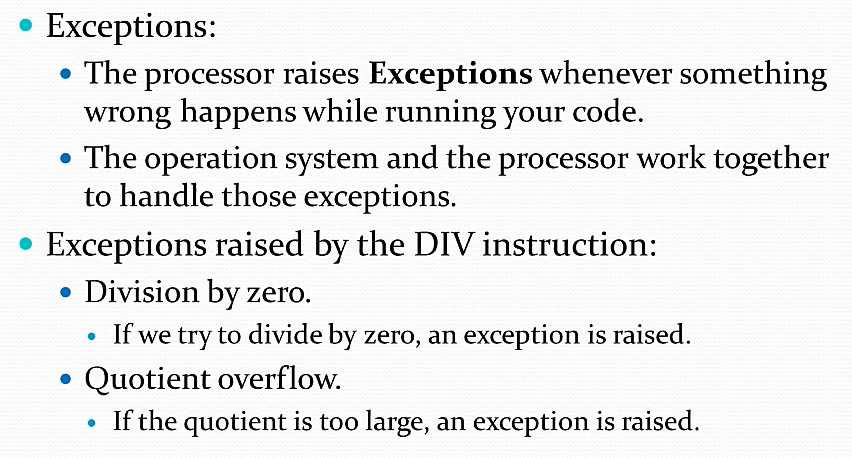 Exceptions:
The processor raises Exceptions whenever something
wrong happens while running your code.
The operation system and the processor work together
to handle those exceptions.
Exceptions raised by the DIV instruction:
Division by zero.
If we try to divide by zero, an exception is raised.
Quotient overflow.
If the quotient is too large, an exception is raised.